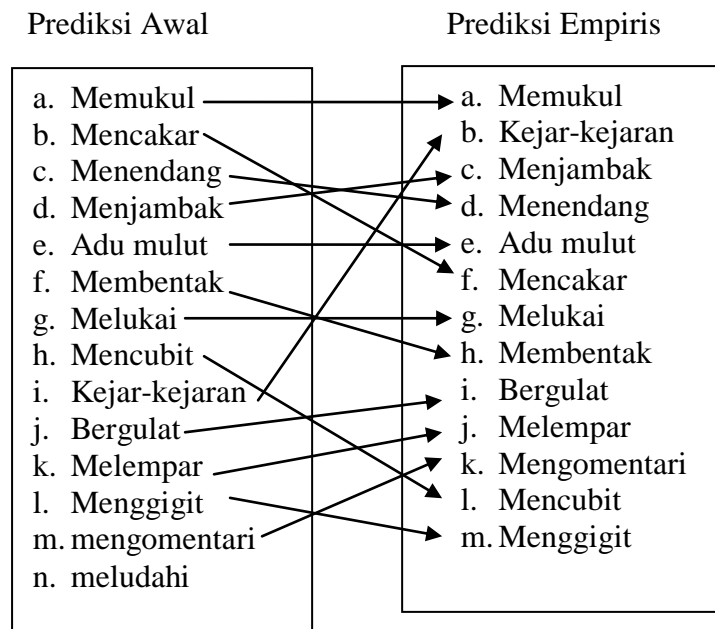 Prediksi Awal
a. Memukul
b. Mencakar
c. Menendang
d. Menjambak
e. Adu mulut
f. Membentak
g. Melukai
h. Mencubit
i. Kejar-kejaran
j. Bergulat
k. Melempar
l. Menggigit
m. mengomentari
n. meludahi
Prediksi Empiris
a. Memukul
b. Kejar-kejaran
c. Menjambak
d. Menendang
e. Adu mulut
f. Mencakar
g. Melukai
h. Membentak
i. Bergulat
j. Melempar
k. Mengomentari
l. Mencubit
m. Menggigit